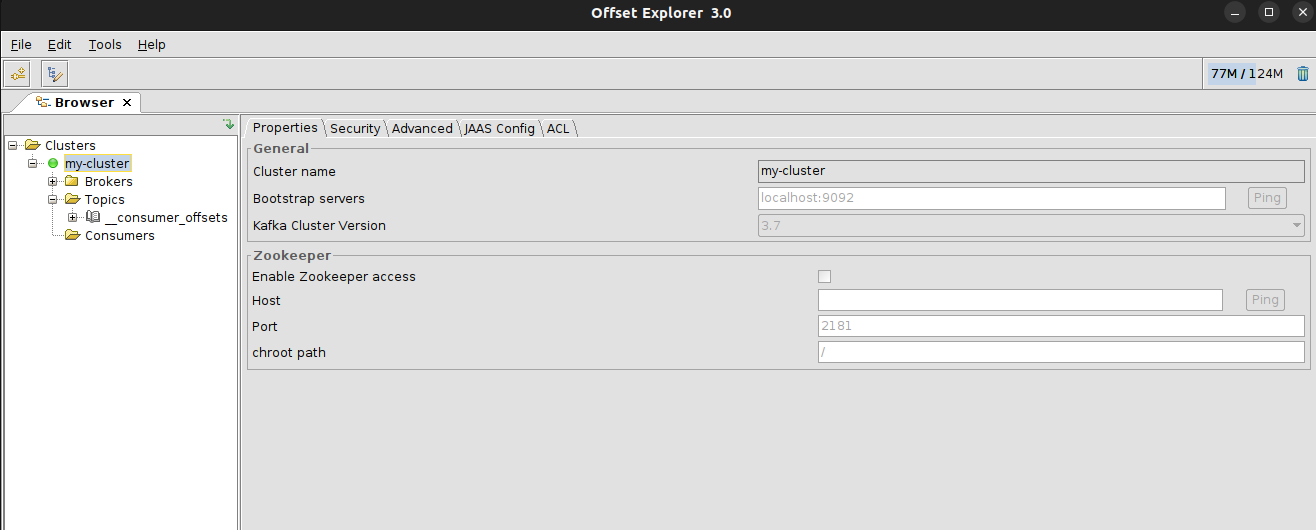 Offset Explorer 3.0
File Edit Tools Help
77M / 124M
Browser
Clusters
my-cluster
Brokers
Topics
__consumer_offsets
Consumers
Properties Security Advanced JAAS Config ACL
General
Cluster name my-cluster
Bootstrap servers localhost:9092 Ping
Kafka Cluster Version 3.7
Zookeeper
Enable Zookeeper access
Host Ping
Port 2181
chroot path /